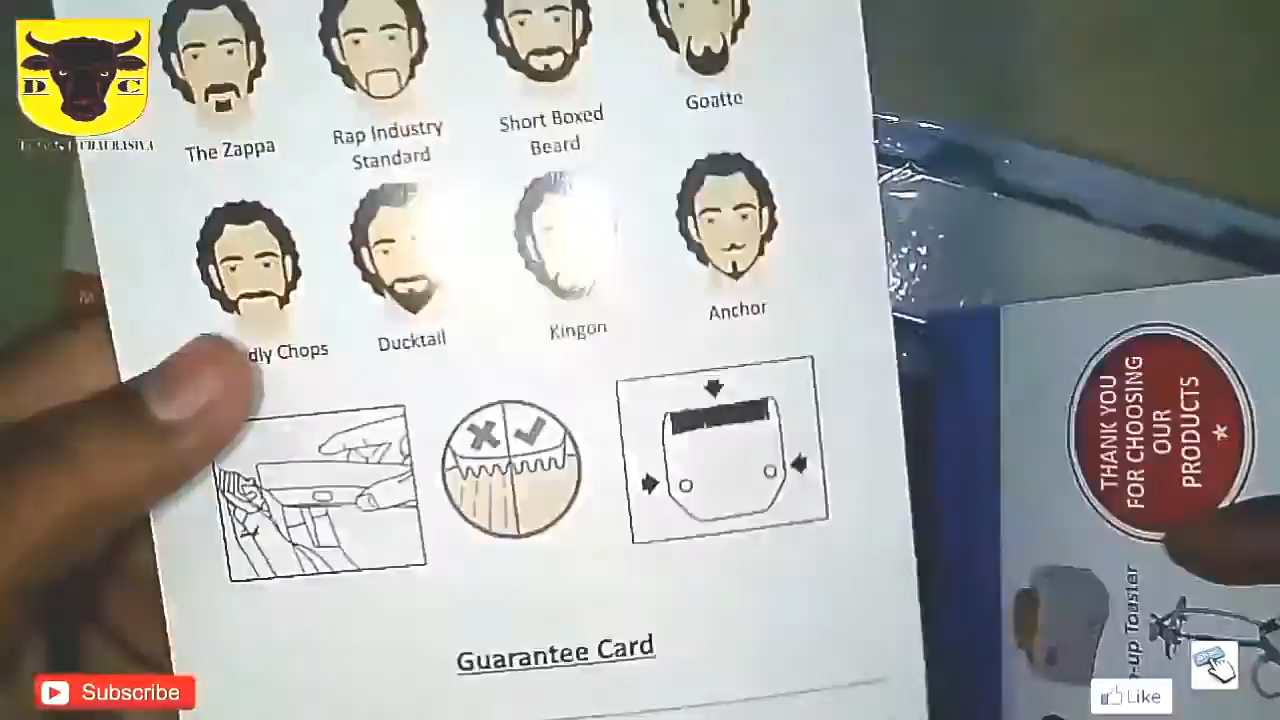 D C
The Zappa
Rap Industry
Standard
Short Boxed
Beard
Goatte
dly Chops
Ducktail
Kingon
Anchor
Guarantee Card
THANK YOU
FOR CHOOSING
OUR
PRODUCTS
-up Toaster
Subscribe
Like